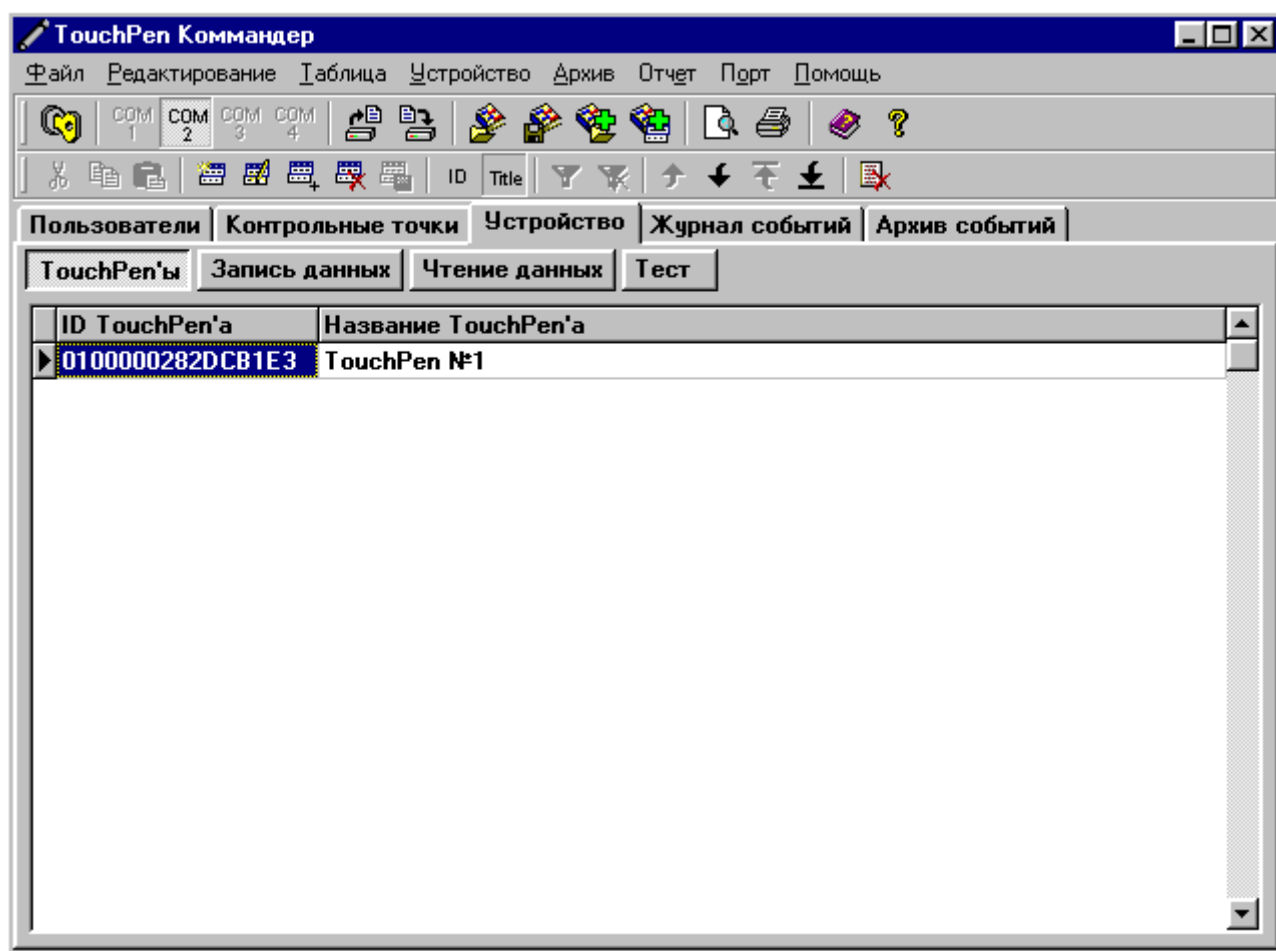 TouchPen Коммандер
Файл Редактирование Таблица Устройство Архив Отчет Порт Помощь
COM 1 COM 2 COM 3 COM 4
ID Title
Пользователи Контрольные точки Устройство Журнал событий Архив событий
TouchPen'ы Запись данных Чтение данных Тест
ID TouchPen'а Название TouchPen'а
0100000282DCB1E3 TouchPen №1